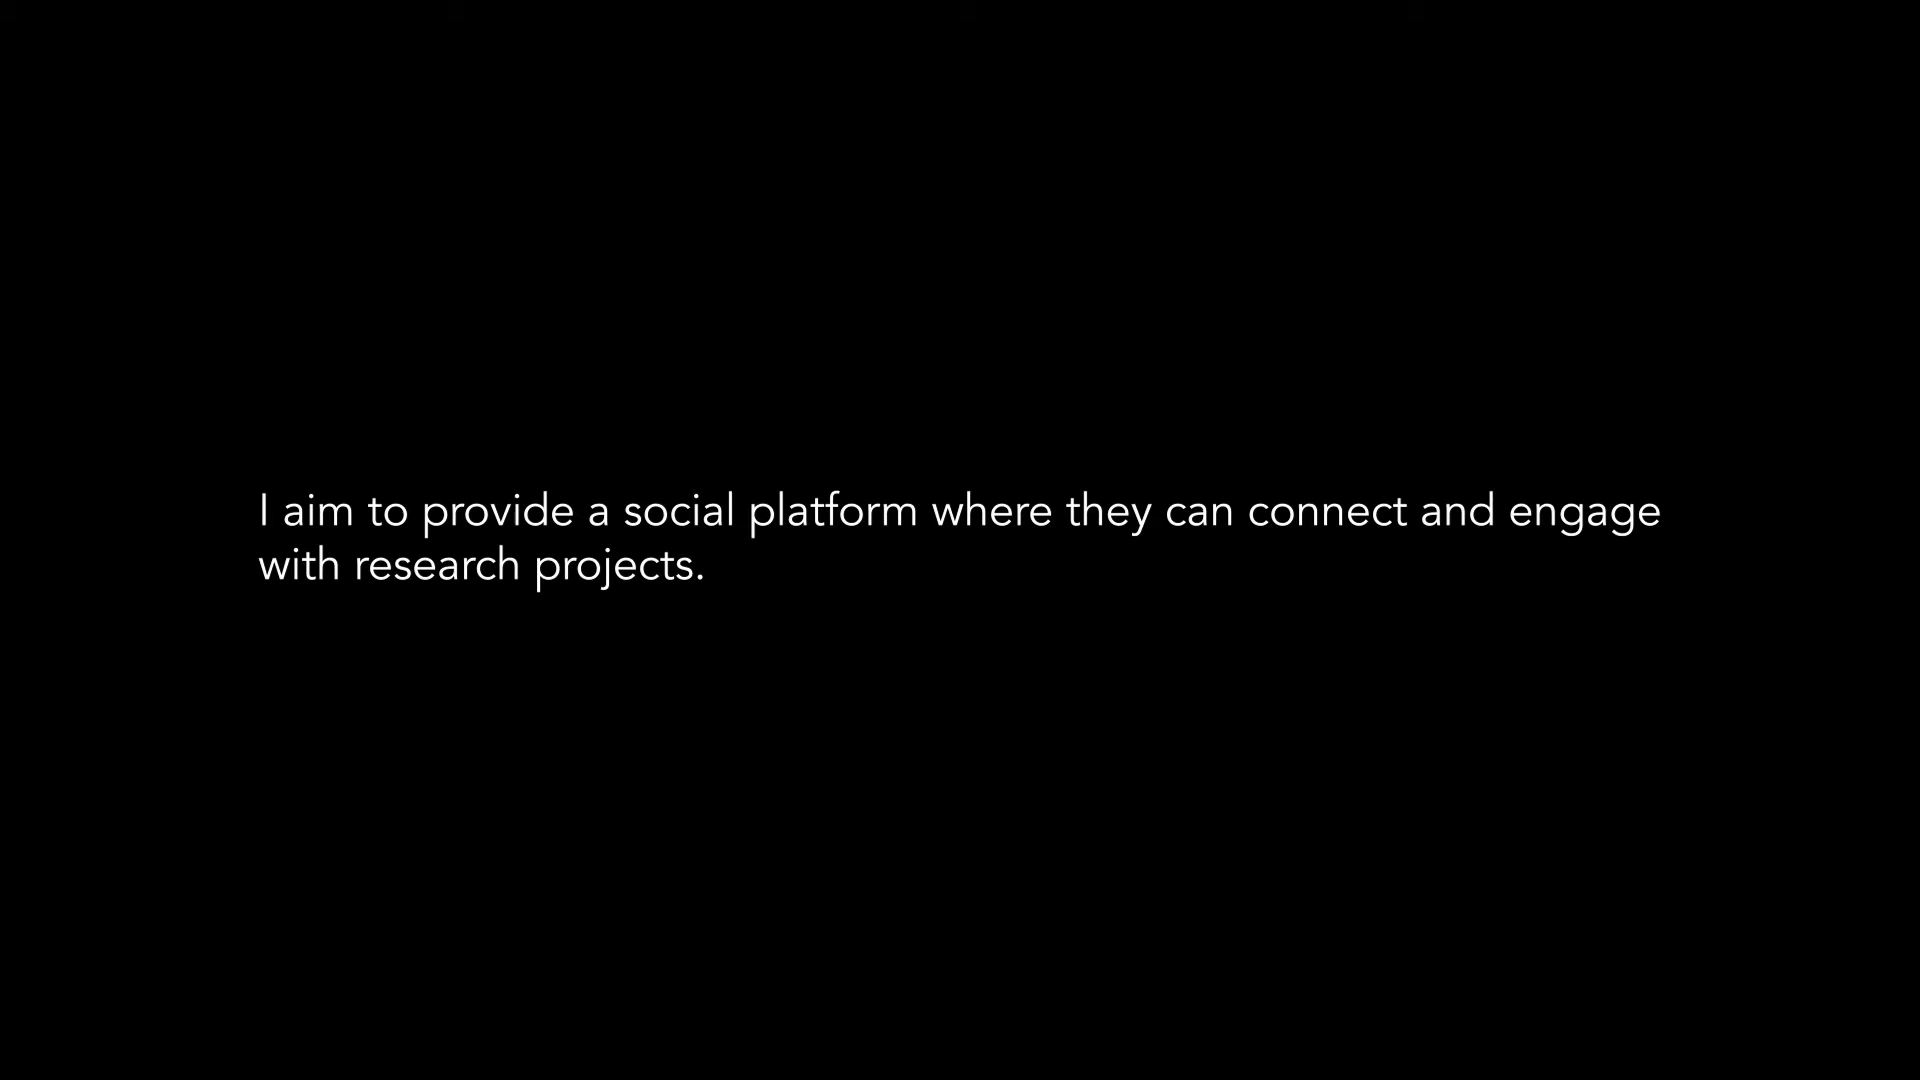 I aim to provide a social platform where they can connect and engage
with research projects.